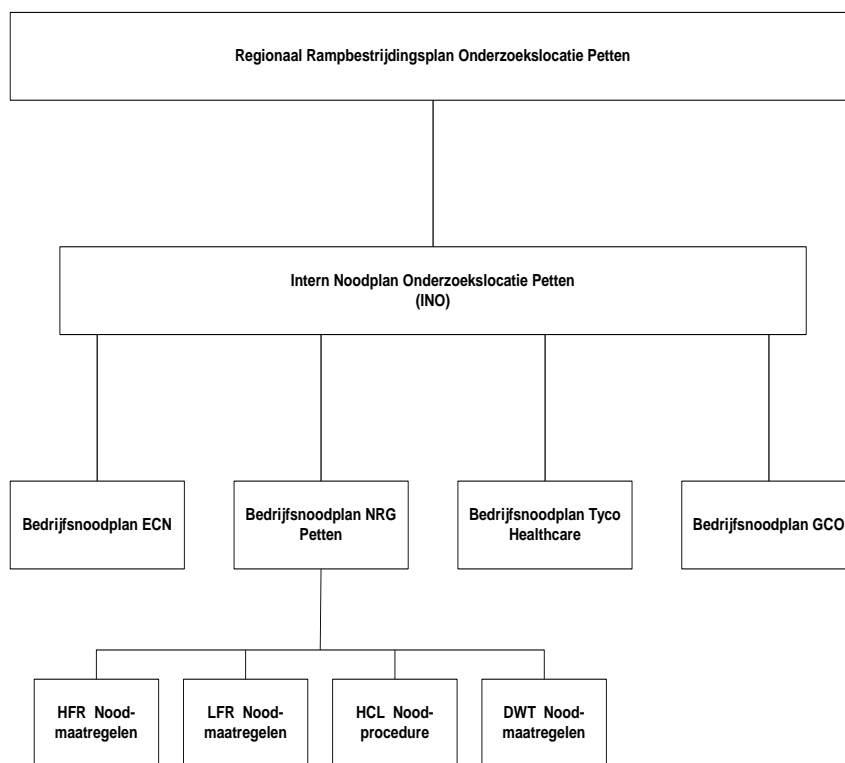 Regionaal Rampbestrijdingsplan Onderzoekslocatie Petten
Intern Noodplan Onderzoekslocatie Petten
(INO)
Bedrijfsnoodplan ECN
Bedrijfsnoodplan NRG
Petten
Bedrijfsnoodplan Tyco
Healthcare
Bedrijfsnoodplan GCO
HFR Nood-
maatregelen
LFR Nood-
maatregelen
HCL Nood-
procedure
DWT Nood-
maatregelen